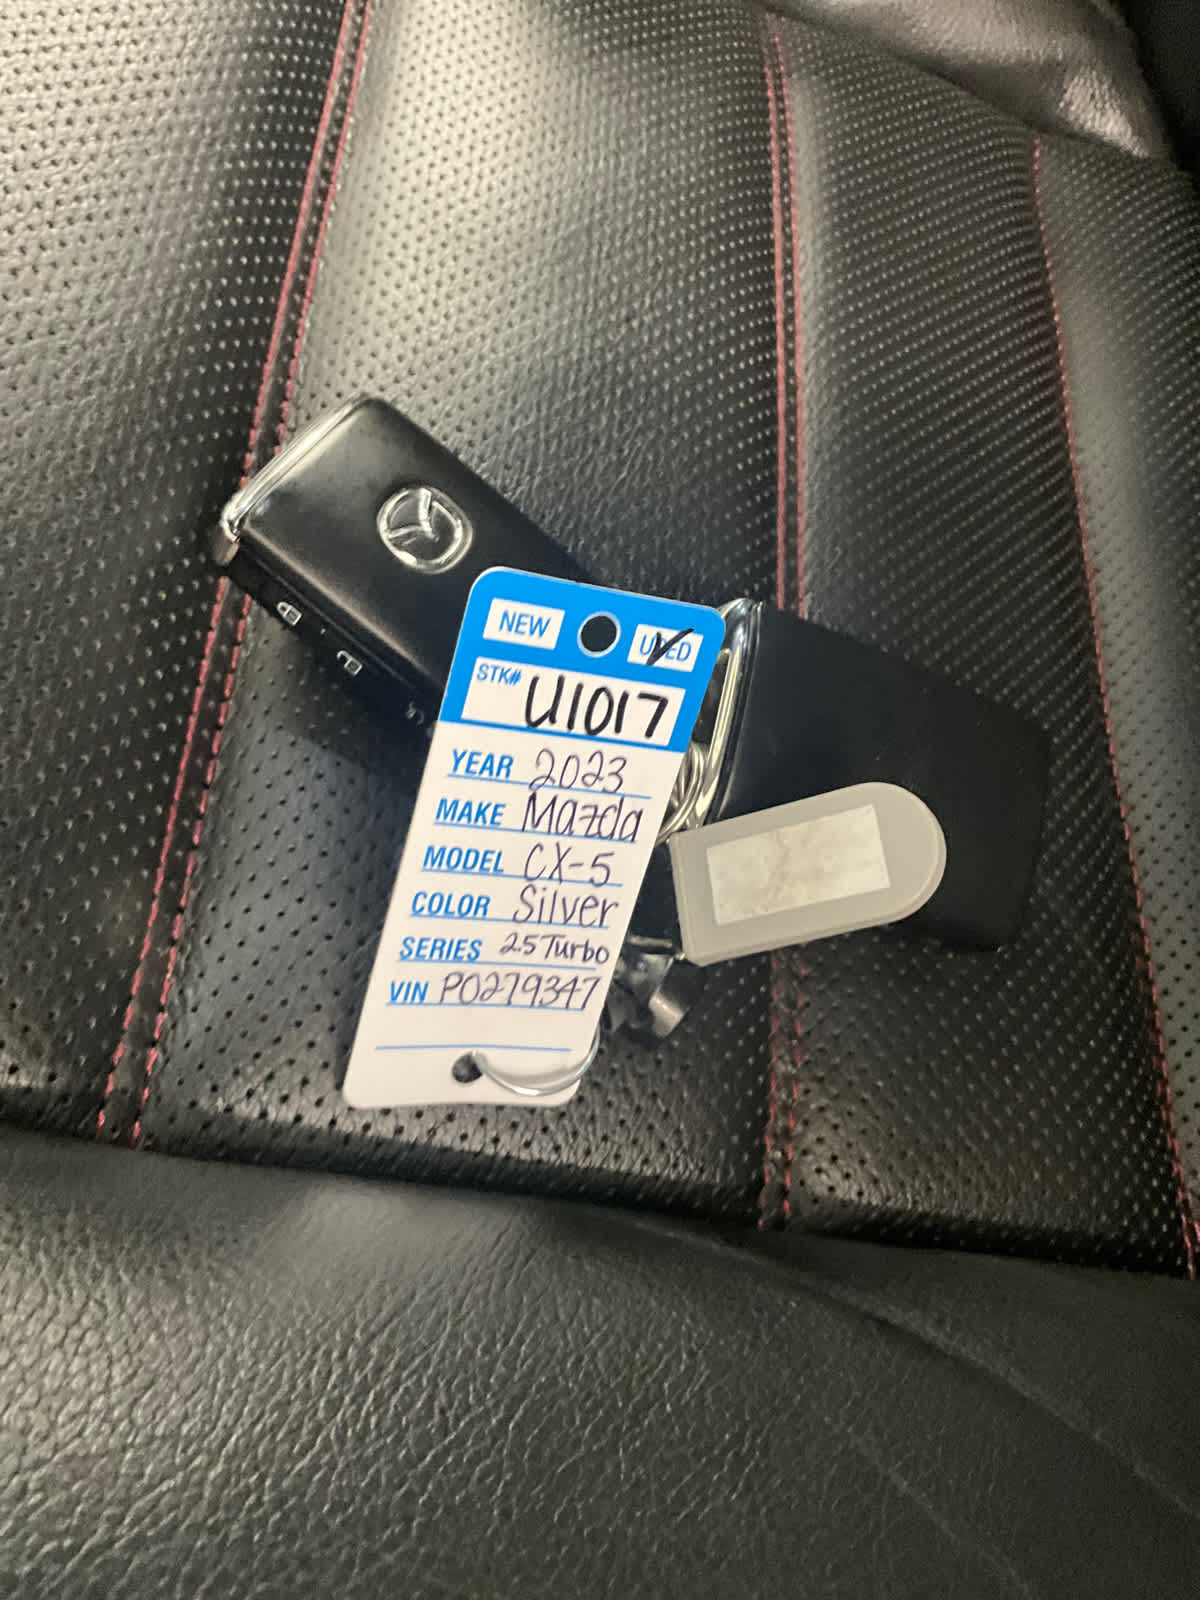 NEW USED
STK# U1017
YEAR 2023
MAKE Mazda
MODEL CX-5
COLOR Silver
SERIES 2.5 Turbo
VIN P0279347